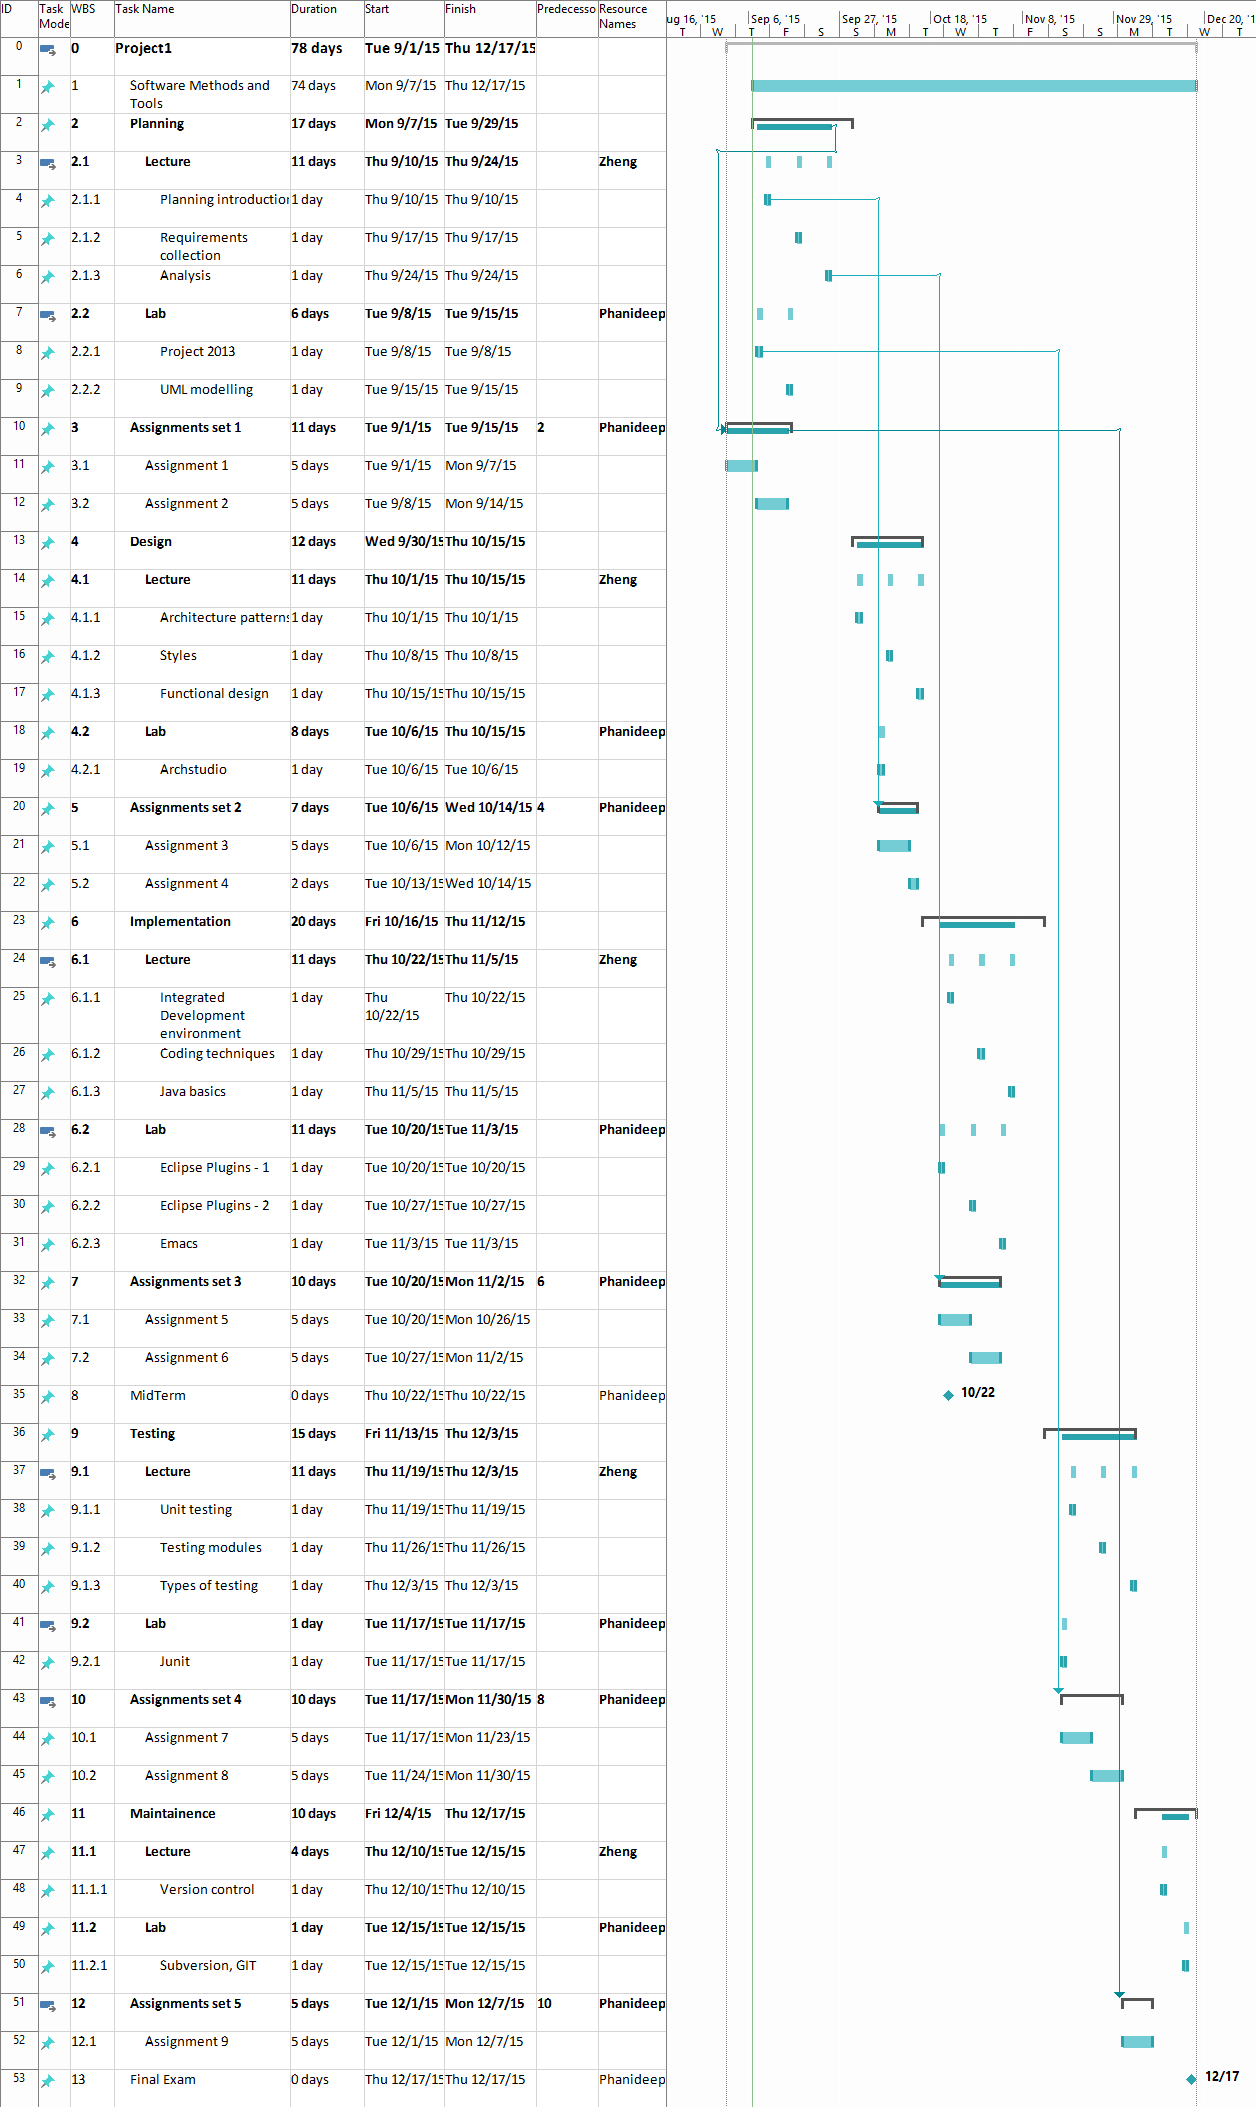 ID Task Mode WBS Task Name Duration Start Finish Predecesso Resource Names
ug 16, '15 Sep 6, '15 Sep 27, '15 Oct 18, '15 Nov 8, '15 Nov 29, '15 Dec 20, '1
T W T F S S M T W T F S S M T W T
0 0 Project1 78 days Tue 9/1/15 Thu 12/17/15
1 1 Software Methods and Tools 74 days Mon 9/7/15 Thu 12/17/15
2 2 Planning 17 days Mon 9/7/15 Tue 9/29/15
3 2.1 Lecture 11 days Thu 9/10/15 Thu 9/24/15 Zheng
4 2.1.1 Planning introduction 1 day Thu 9/10/15 Thu 9/10/15
5 2.1.2 Requirements collection 1 day Thu 9/17/15 Thu 9/17/15
6 2.1.3 Analysis 1 day Thu 9/24/15 Thu 9/24/15
7 2.2 Lab 6 days Tue 9/8/15 Tue 9/15/15 Phanideep
8 2.2.1 Project 2013 1 day Tue 9/8/15 Tue 9/8/15
9 2.2.2 UML modelling 1 day Tue 9/15/15 Tue 9/15/15
10 3 Assignments set 1 11 days Tue 9/1/15 Tue 9/15/15 2 Phanideep
11 3.1 Assignment 1 5 days Tue 9/1/15 Mon 9/7/15
12 3.2 Assignment 2 5 days Tue 9/8/15 Mon 9/14/15
13 4 Design 12 days Wed 9/30/15 Thu 10/15/15
14 4.1 Lecture 11 days Thu 10/1/15 Thu 10/15/15 Zheng
15 4.1.1 Architecture patterns 1 day Thu 10/1/15 Thu 10/1/15
16 4.1.2 Styles 1 day Thu 10/8/15 Thu 10/8/15
17 4.1.3 Functional design 1 day Thu 10/15/15 Thu 10/15/15
18 4.2 Lab 8 days Tue 10/6/15 Thu 10/15/15 Phanideep
19 4.2.1 Archstudio 1 day Tue 10/6/15 Tue 10/6/15
20 5 Assignments set 2 7 days Tue 10/6/15 Wed 10/14/15 4 Phanideep
21 5.1 Assignment 3 5 days Tue 10/6/15 Mon 10/12/15
22 5.2 Assignment 4 2 days Tue 10/13/15 Wed 10/14/15
23 6 Implementation 20 days Fri 10/16/15 Thu 11/12/15
24 6.1 Lecture 11 days Thu 10/22/15 Thu 11/5/15 Zheng
25 6.1.1 Integrated Development environment 1 day Thu 10/22/15 Thu 10/22/15
26 6.1.2 Coding techniques 1 day Thu 10/29/15 Thu 10/29/15
27 6.1.3 Java basics 1 day Thu 11/5/15 Thu 11/5/15
28 6.2 Lab 11 days Tue 10/20/15 Tue 11/3/15 Phanideep
29 6.2.1 Eclipse Plugins - 1 1 day Tue 10/20/15 Tue 10/20/15
30 6.2.2 Eclipse Plugins - 2 1 day Tue 10/27/15 Tue 10/27/15
31 6.2.3 Emacs 1 day Tue 11/3/15 Tue 11/3/15
32 7 Assignments set 3 10 days Tue 10/20/15 Mon 11/2/15 6 Phanideep
33 7.1 Assignment 5 5 days Tue 10/20/15 Mon 10/26/15
34 7.2 Assignment 6 5 days Tue 10/27/15 Mon 11/2/15
35 8 MidTerm 0 days Thu 10/22/15 Thu 10/22/15 Phanideep 10/22
36 9 Testing 15 days Fri 11/13/15 Thu 12/3/15
37 9.1 Lecture 11 days Thu 11/19/15 Thu 12/3/15 Zheng
38 9.1.1 Unit testing 1 day Thu 11/19/15 Thu 11/19/15
39 9.1.2 Testing modules 1 day Thu 11/26/15 Thu 11/26/15
40 9.1.3 Types of testing 1 day Thu 12/3/15 Thu 12/3/15
41 9.2 Lab 1 day Tue 11/17/15 Tue 11/17/15 Phanideep
42 9.2.1 Junit 1 day Tue 11/17/15 Tue 11/17/15
43 10 Assignments set 4 10 days Tue 11/17/15 Mon 11/30/15 8 Phanideep
44 10.1 Assignment 7 5 days Tue 11/17/15 Mon 11/23/15
45 10.2 Assignment 8 5 days Tue 11/24/15 Mon 11/30/15
46 11 Maintainence 10 days Fri 12/4/15 Thu 12/17/15
47 11.1 Lecture 4 days Thu 12/10/15 Tue 12/15/15 Zheng
48 11.1.1 Version control 1 day Thu 12/10/15 Thu 12/10/15
49 11.2 Lab 1 day Tue 12/15/15 Tue 12/15/15 Phanideep
50 11.2.1 Subversion, GIT 1 day Tue 12/15/15 Tue 12/15/15
51 12 Assignments set 5 5 days Tue 12/1/15 Mon 12/7/15 10 Phanideep
52 12.1 Assignment 9 5 days Tue 12/1/15 Mon 12/7/15
53 13 Final Exam 0 days Thu 12/17/15 Thu 12/17/15 Phanideep 12/17